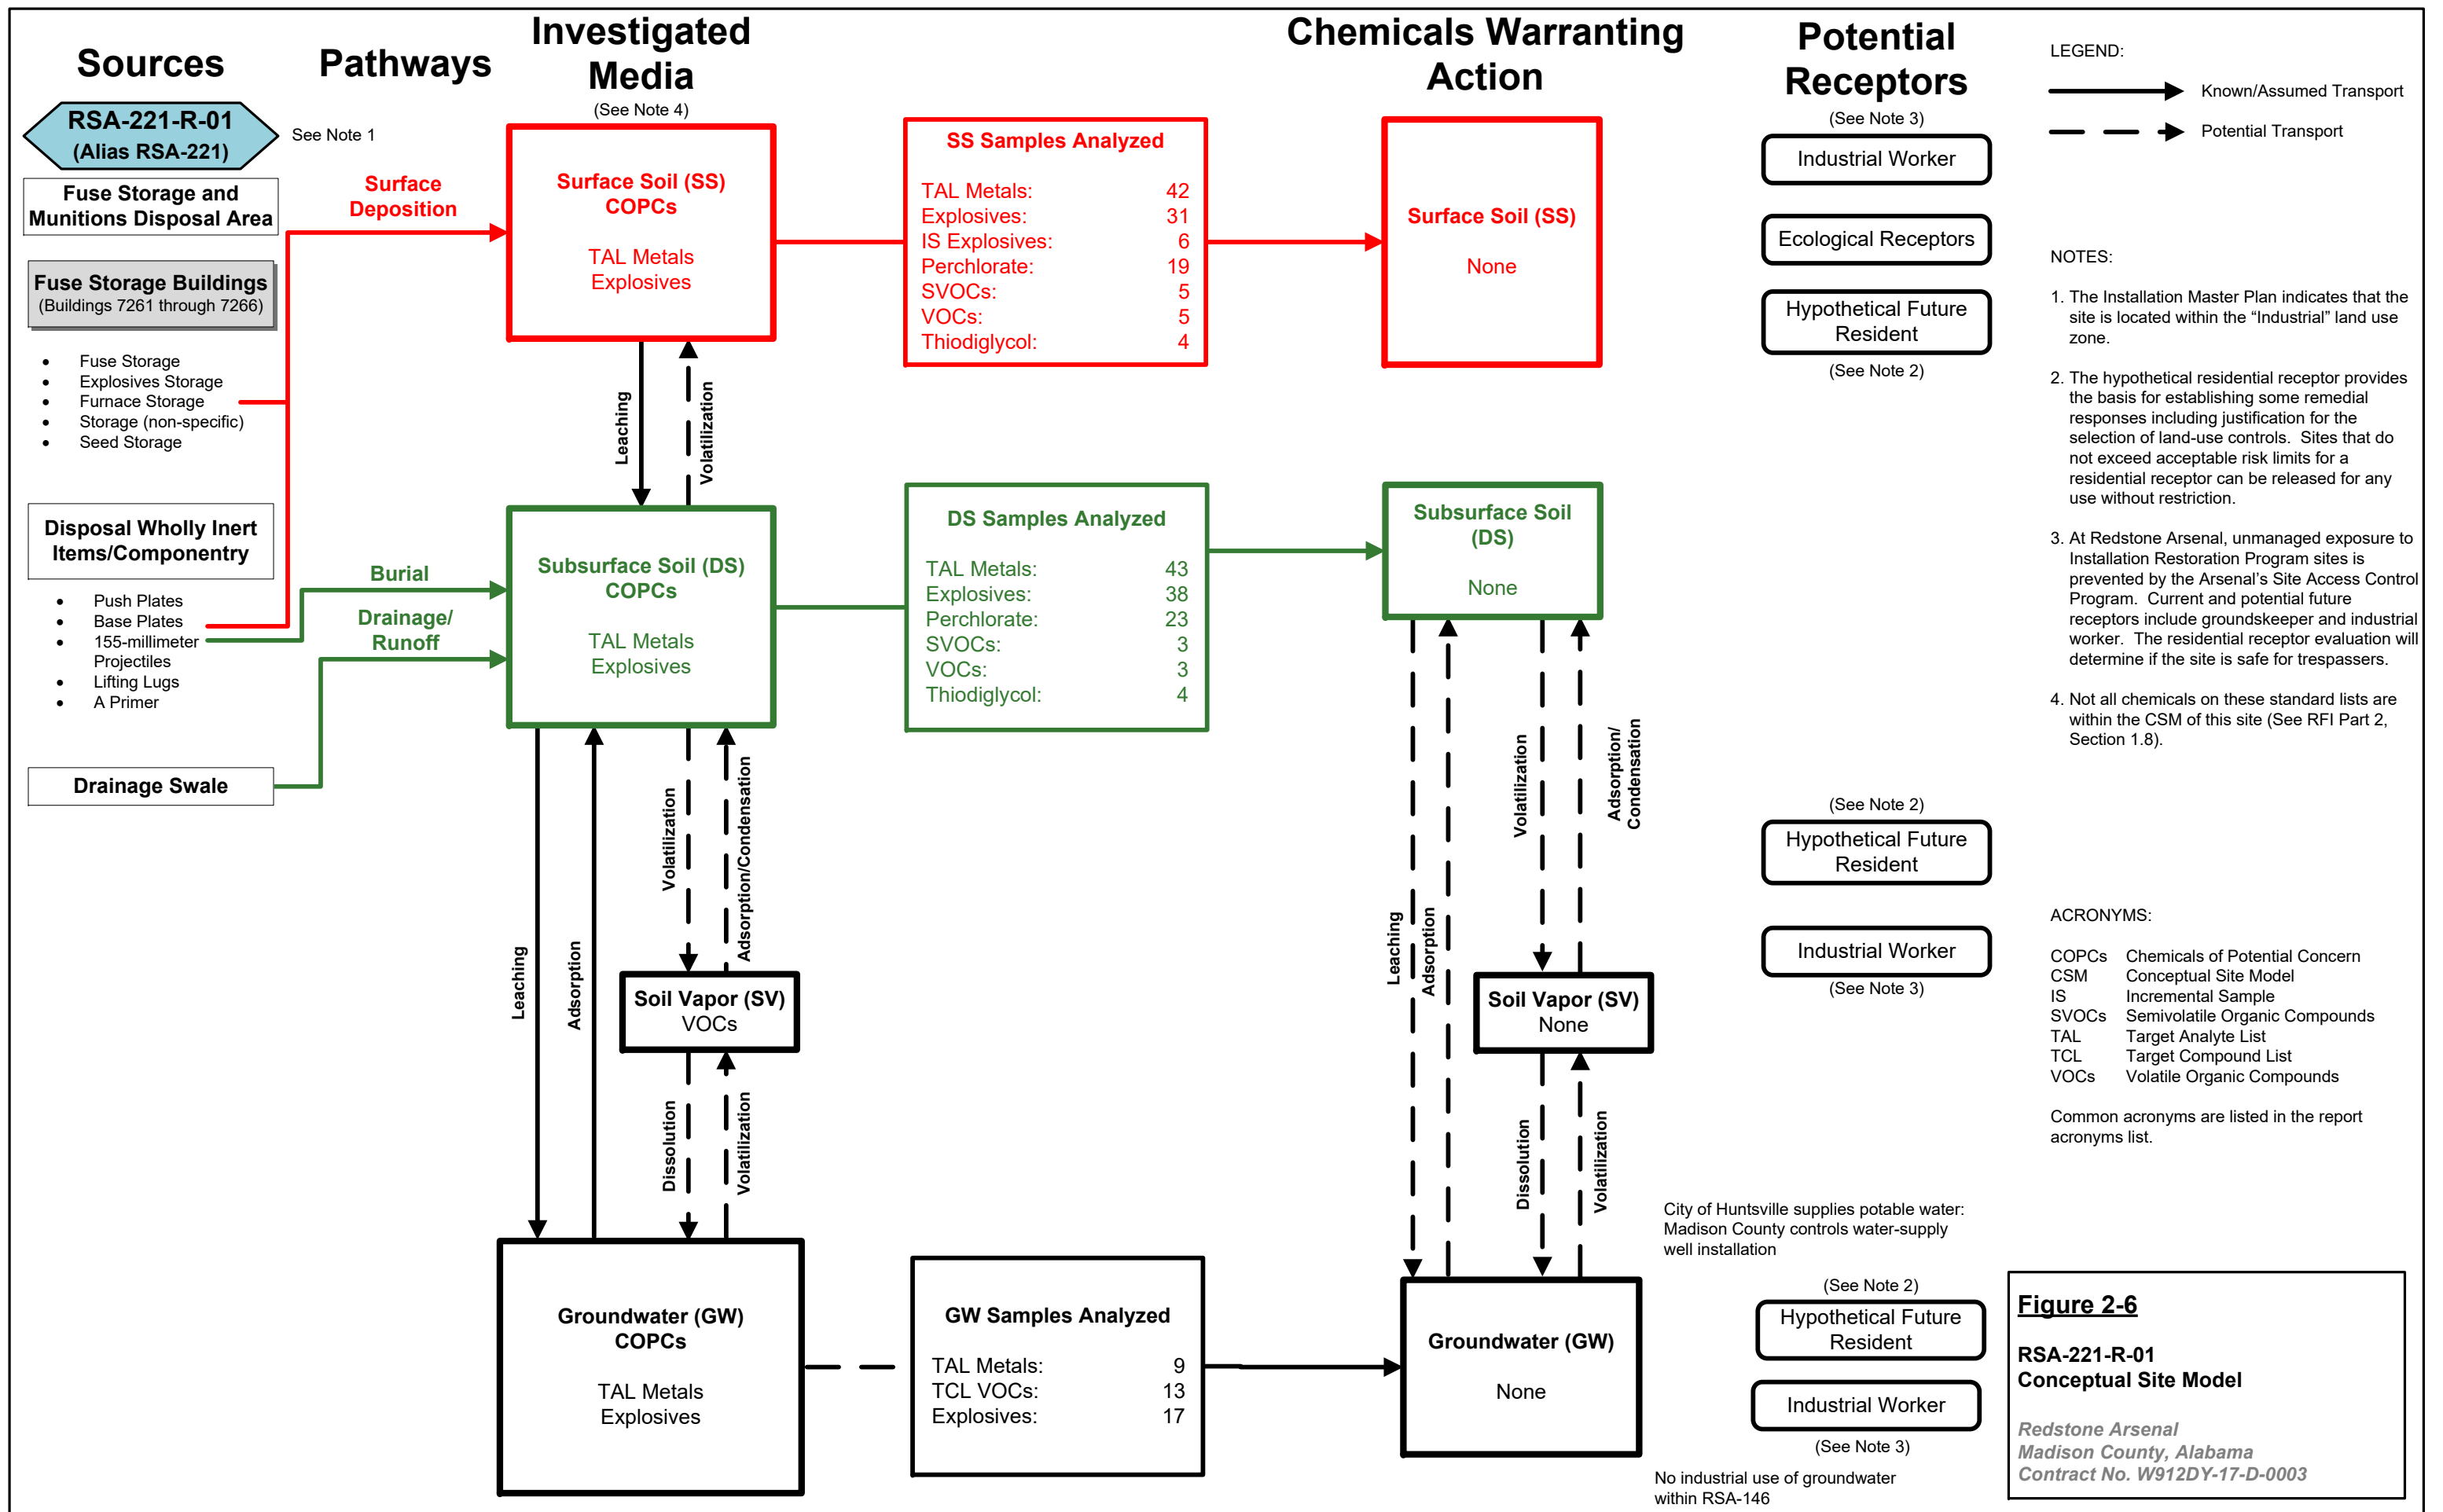 Sources
Pathways
Investigated
Media
(See Note 4)
Chemicals Warranting
Action
Potential
Receptors
(See Note 3)
RSA-221-R-01
(Alias RSA-221)
See Note 1
Fuse Storage and
Munitions Disposal Area
Fuse Storage Buildings
(Buildings 7261 through 7266)
• Fuse Storage
• Explosives Storage
• Furnace Storage
• Storage (non-specific)
• Seed Storage
Disposal Wholly Inert
Items/Componentry
• Push Plates
• Base Plates
• 155-millimeter
Projectiles
• Lifting Lugs
• A Primer
Drainage Swale
Surface
Deposition
Burial
Drainage/
Runoff
Surface Soil (SS)
COPCs
TAL Metals
Explosives
Leaching
Volatilization
Subsurface Soil (DS)
COPCs
TAL Metals
Explosives
Leaching
Adsorption
Volatilization
Adsorption/Condensation
Soil Vapor (SV)
VOCs
Dissolution
Volatilization
Groundwater (GW)
COPCs
TAL Metals
Explosives
SS Samples Analyzed
TAL Metals: 42
Explosives: 31
IS Explosives: 6
Perchlorate: 19
SVOCs: 5
VOCs: 5
Thiodiglycol: 4
DS Samples Analyzed
TAL Metals: 43
Explosives: 38
Perchlorate: 23
SVOCs: 3
VOCs: 3
Thiodiglycol: 4
GW Samples Analyzed
TAL Metals: 9
TCL VOCs: 13
Explosives: 17
Surface Soil (SS)
None
Subsurface Soil
(DS)
None
Leaching
Adsorption
Volatilization
Adsorption/
Condensation
Soil Vapor (SV)
None
Dissolution
Volatilization
Groundwater (GW)
None
Industrial Worker
Ecological Receptors
Hypothetical Future
Resident
(See Note 2)
(See Note 2)
Hypothetical Future
Resident
Industrial Worker
(See Note 3)
City of Huntsville supplies potable water:
Madison County controls water-supply
well installation
(See Note 2)
Hypothetical Future
Resident
Industrial Worker
(See Note 3)
No industrial use of groundwater
within RSA-146
LEGEND:
Known/Assumed Transport
Potential Transport
NOTES:
1. The Installation Master Plan indicates that the
site is located within the “Industrial” land use
zone.
2. The hypothetical residential receptor provides
the basis for establishing some remedial
responses including justification for the
selection of land-use controls. Sites that do
not exceed acceptable risk limits for a
residential receptor can be released for any
use without restriction.
3. At Redstone Arsenal, unmanaged exposure to
Installation Restoration Program sites is
prevented by the Arsenal’s Site Access Control
Program. Current and potential future
receptors include groundskeeper and industrial
worker. The residential receptor evaluation will
determine if the site is safe for trespassers.
4. Not all chemicals on these standard lists are
within the CSM of this site (See RFI Part 2,
Section 1.8).
ACRONYMS:
COPCs Chemicals of Potential Concern
CSM Conceptual Site Model
IS Incremental Sample
SVOCs Semivolatile Organic Compounds
TAL Target Analyte List
TCL Target Compound List
VOCs Volatile Organic Compounds
Common acronyms are listed in the report
acronyms list.
Figure 2-6
RSA-221-R-01
Conceptual Site Model
Redstone Arsenal
Madison County, Alabama
Contract No. W912DY-17-D-0003